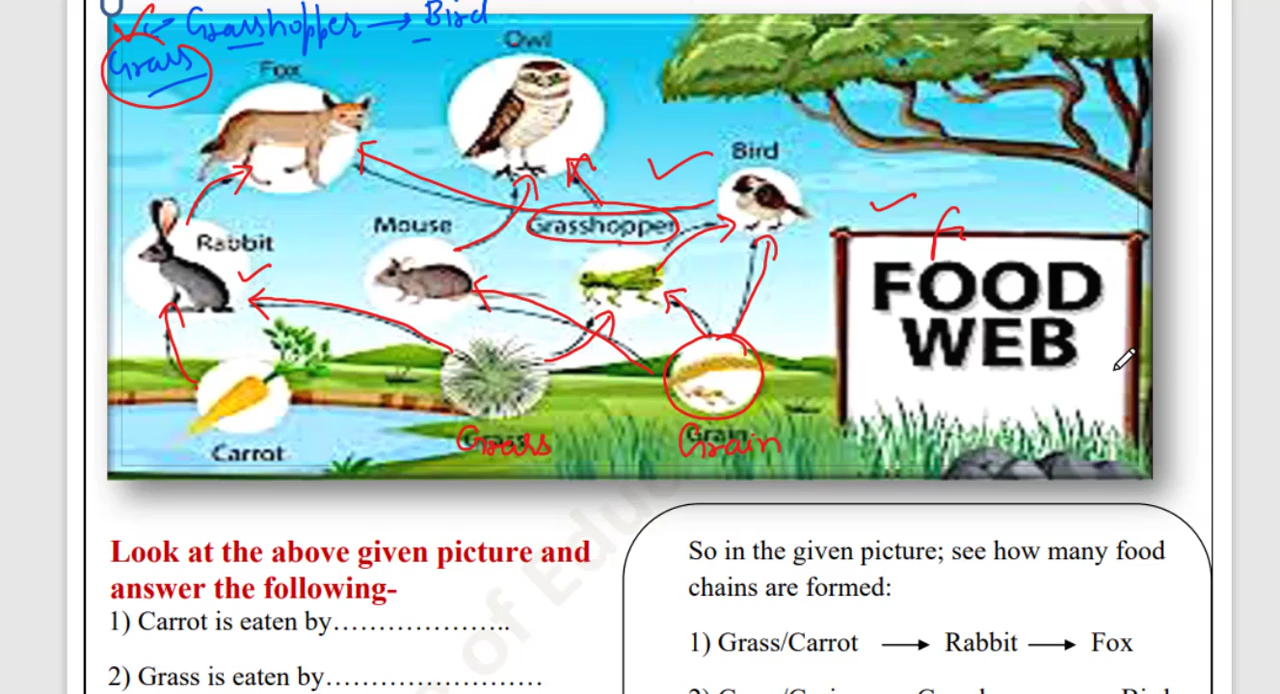 Grasshopper → Bird
Grass
Fox
Owl
Bird
Rabbit
Mouse
Grasshopper
FOOD
WEB
Carrot
Grass
Grain
Look at the above given picture and
answer the following-
1) Carrot is eaten by………………..
2) Grass is eaten by……………………
So in the given picture; see how many food
chains are formed:
1) Grass/Carrot → Rabbit → Fox